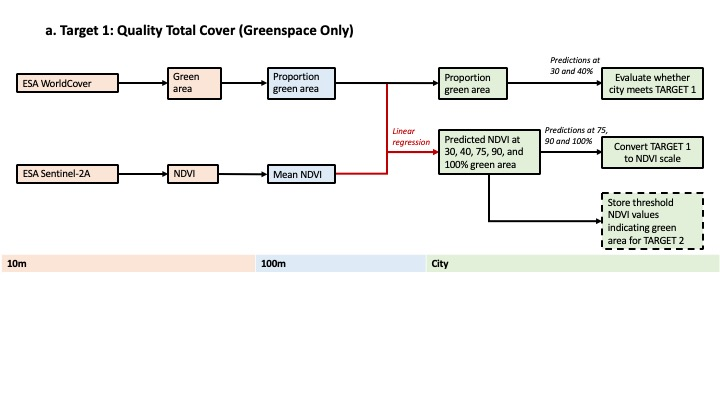 a. Target 1: Quality Total Cover (Greenspace Only)
ESA WorldCover
Green
area
Proportion
green area
Proportion
green area
Predictions at
30 and 40%
Evaluate whether
city meets TARGET 1
Linear
regression
ESA Sentinel-2A
NDVI
Mean NDVI
Predicted NDVI at
30, 40, 75, 90, and
100% green area
Predictions at 75,
90 and 100%
Convert TARGET 1
to NDVI scale
Store threshold
NDVI values
indicating green
area for TARGET 2
10m
100m
City